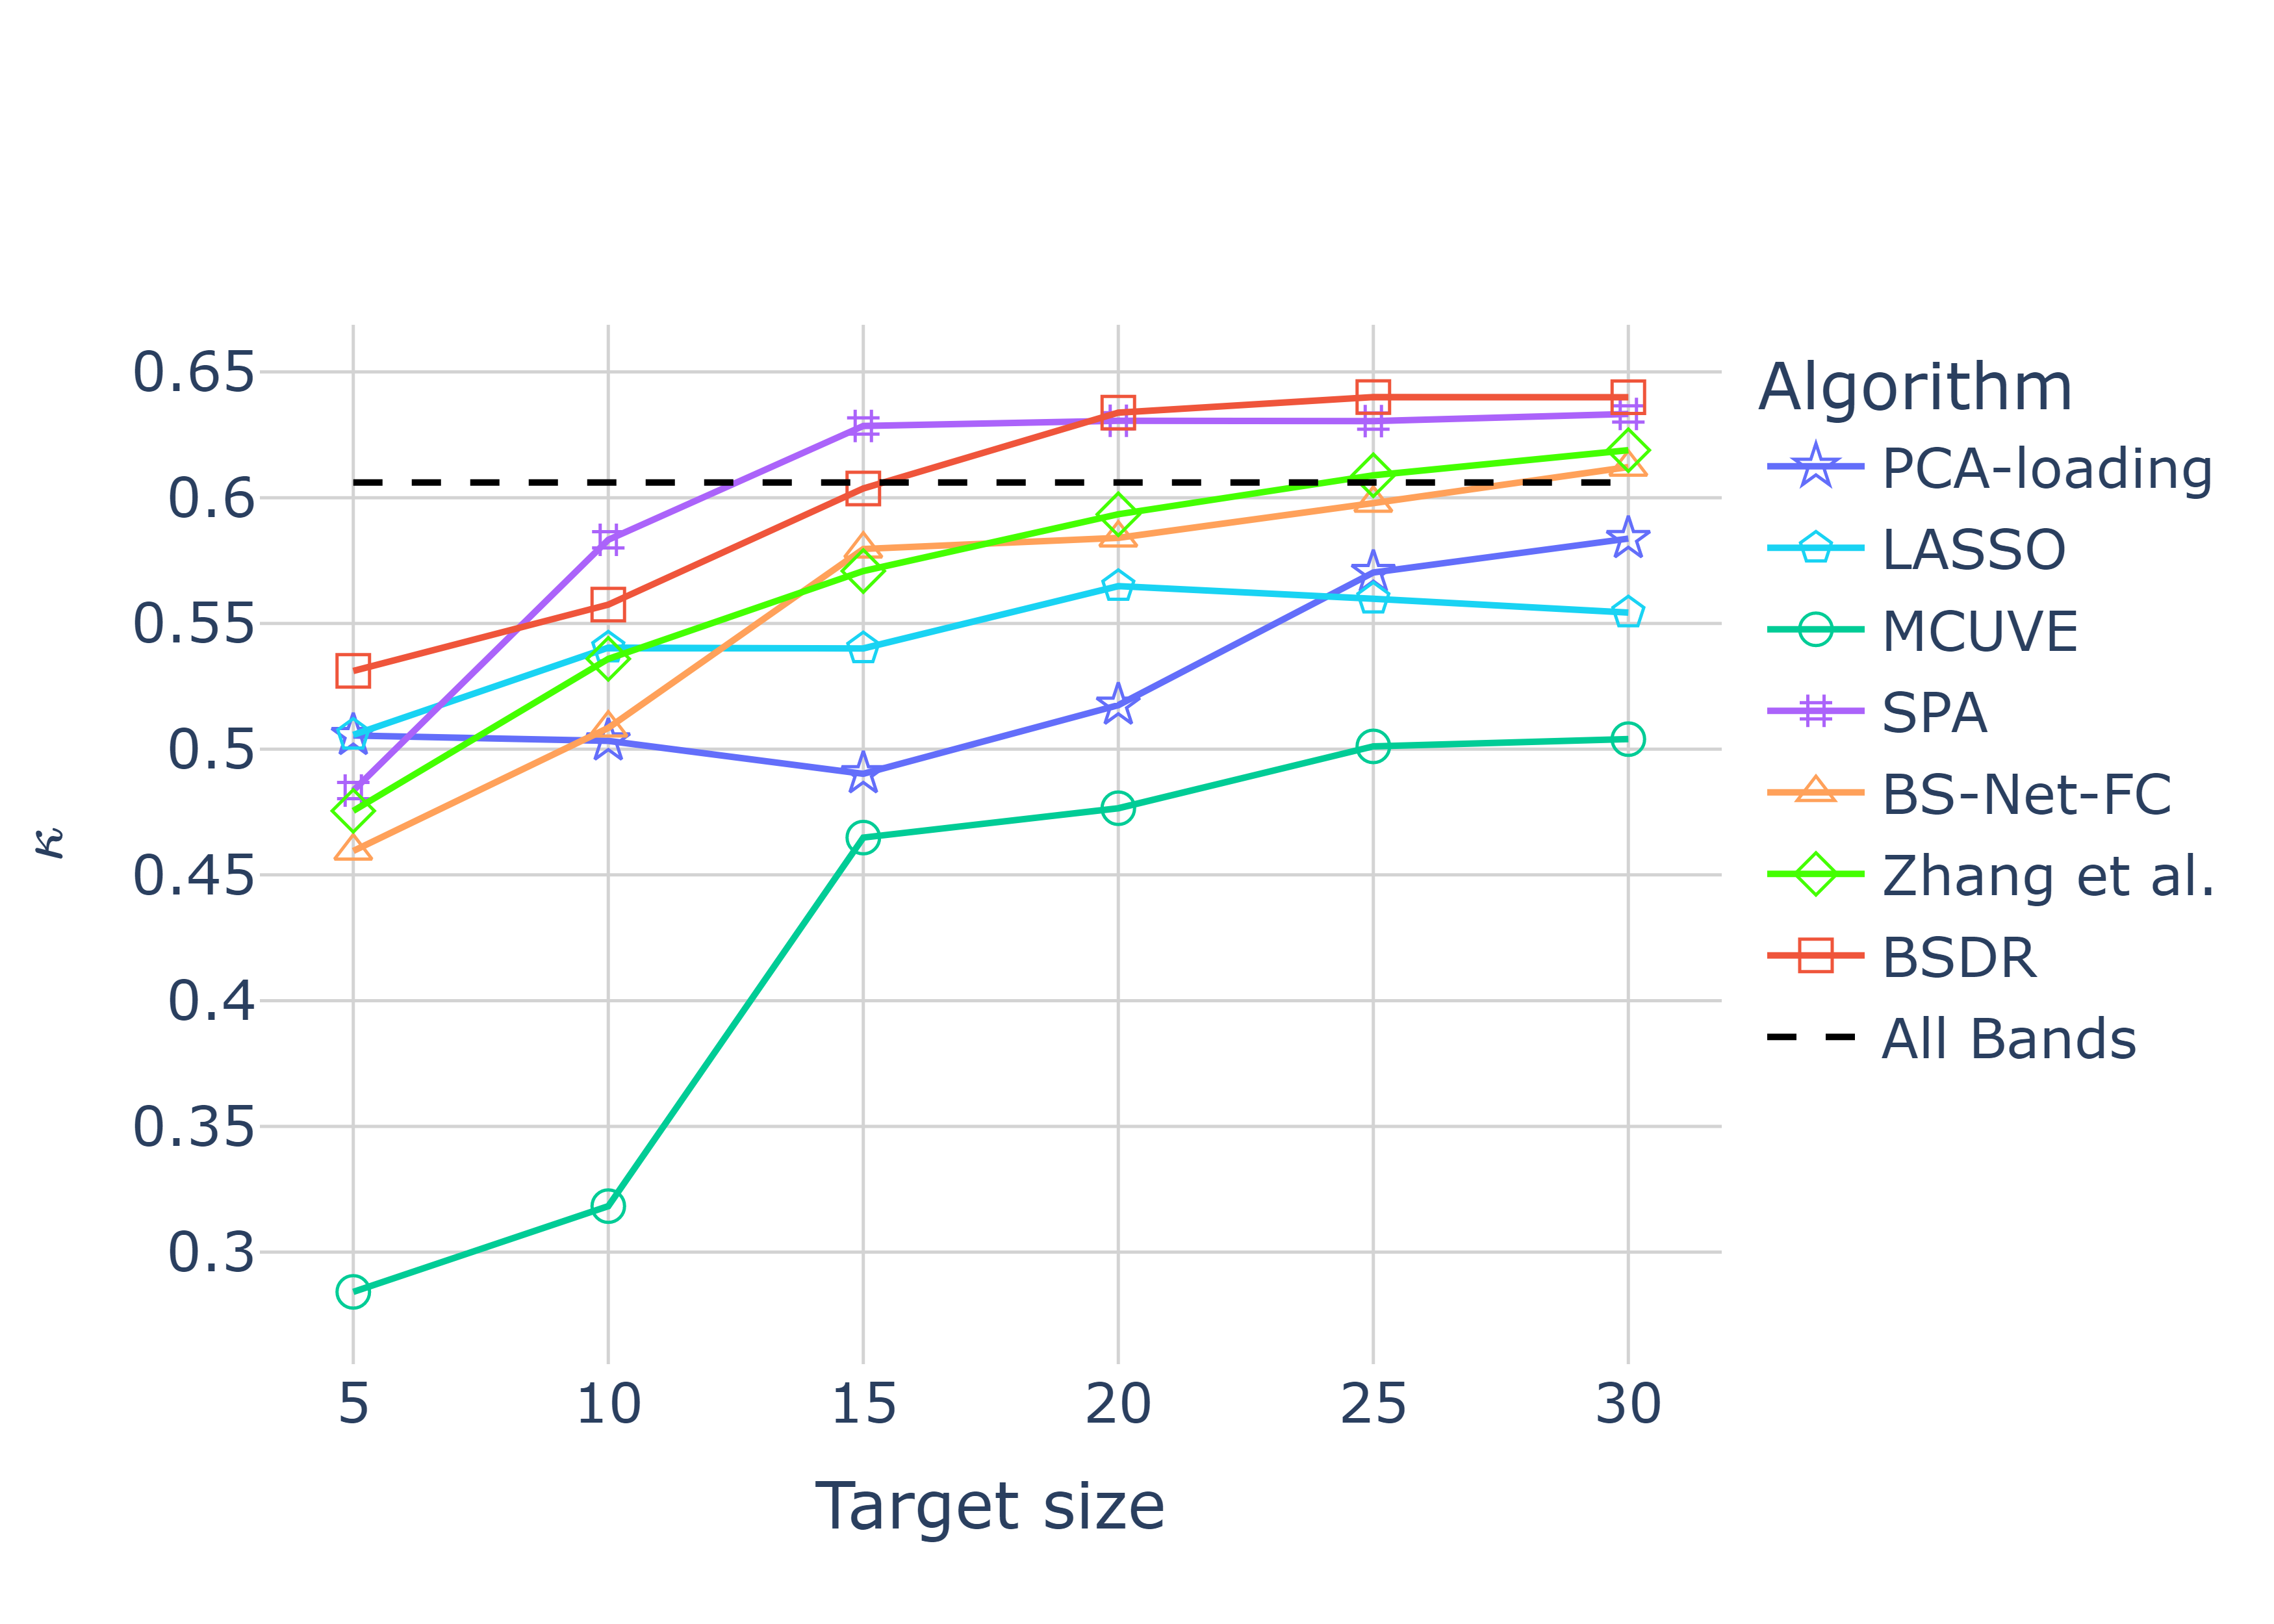 0.65
0.6
0.55
0.5
0.45
0.4
0.35
0.3
κ
5 10 15 20 25 30
Target size
Algorithm
PCA-loading
LASSO
MCUVE
SPA
BS-Net-FC
Zhang et al.
BSDR
All Bands